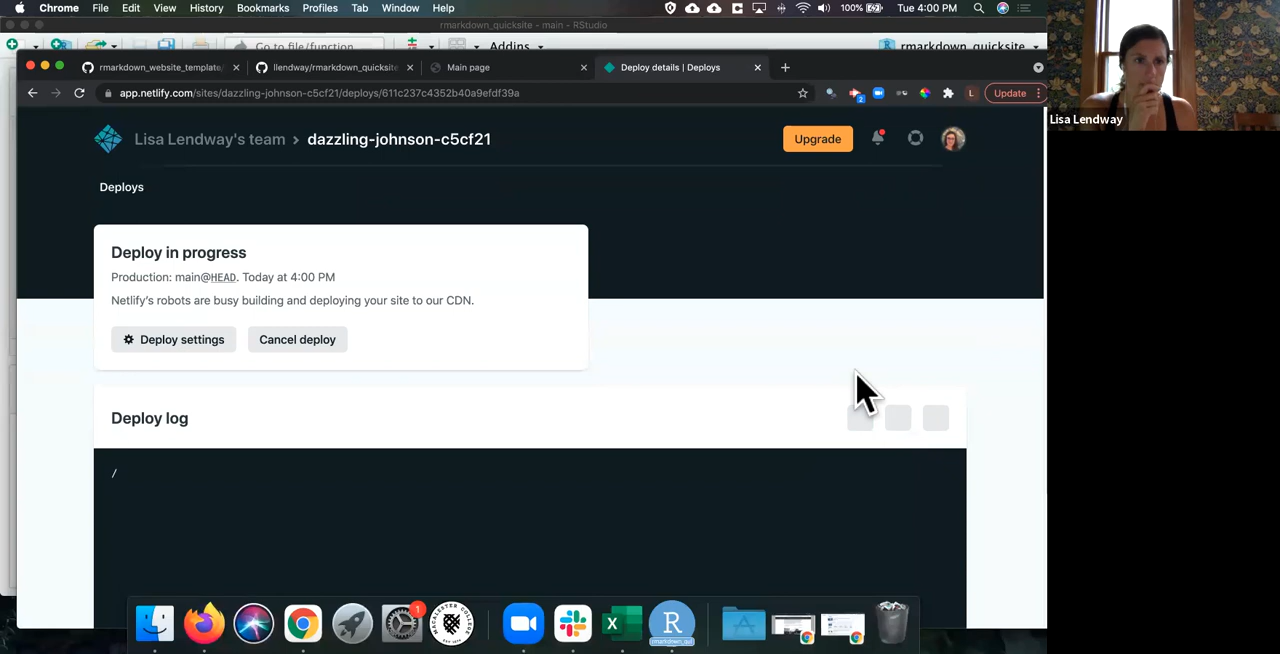 Chrome File Edit View History Bookmarks Profiles Tab Window Help 100% Tue 4:00 PM
rmarkdown_quicksite - main - RStudio
Go to file/function Addins rmarkdown_quicksite
rmarkdown_website_template llendway/rmarkdown_quicksite Main page Deploy details | Deploys
app.netlify.com/sites/dazzling-johnson-c5cf21/deploys/611c237c4352b40a9efdf39a L Update
Lisa Lendway
Lisa Lendway's team > dazzling-johnson-c5cf21 Upgrade
Deploys
Deploy in progress
Production: main@HEAD. Today at 4:00 PM
Netlify's robots are busy building and deploying your site to our CDN.
Deploy settings Cancel deploy
Deploy log
/
1